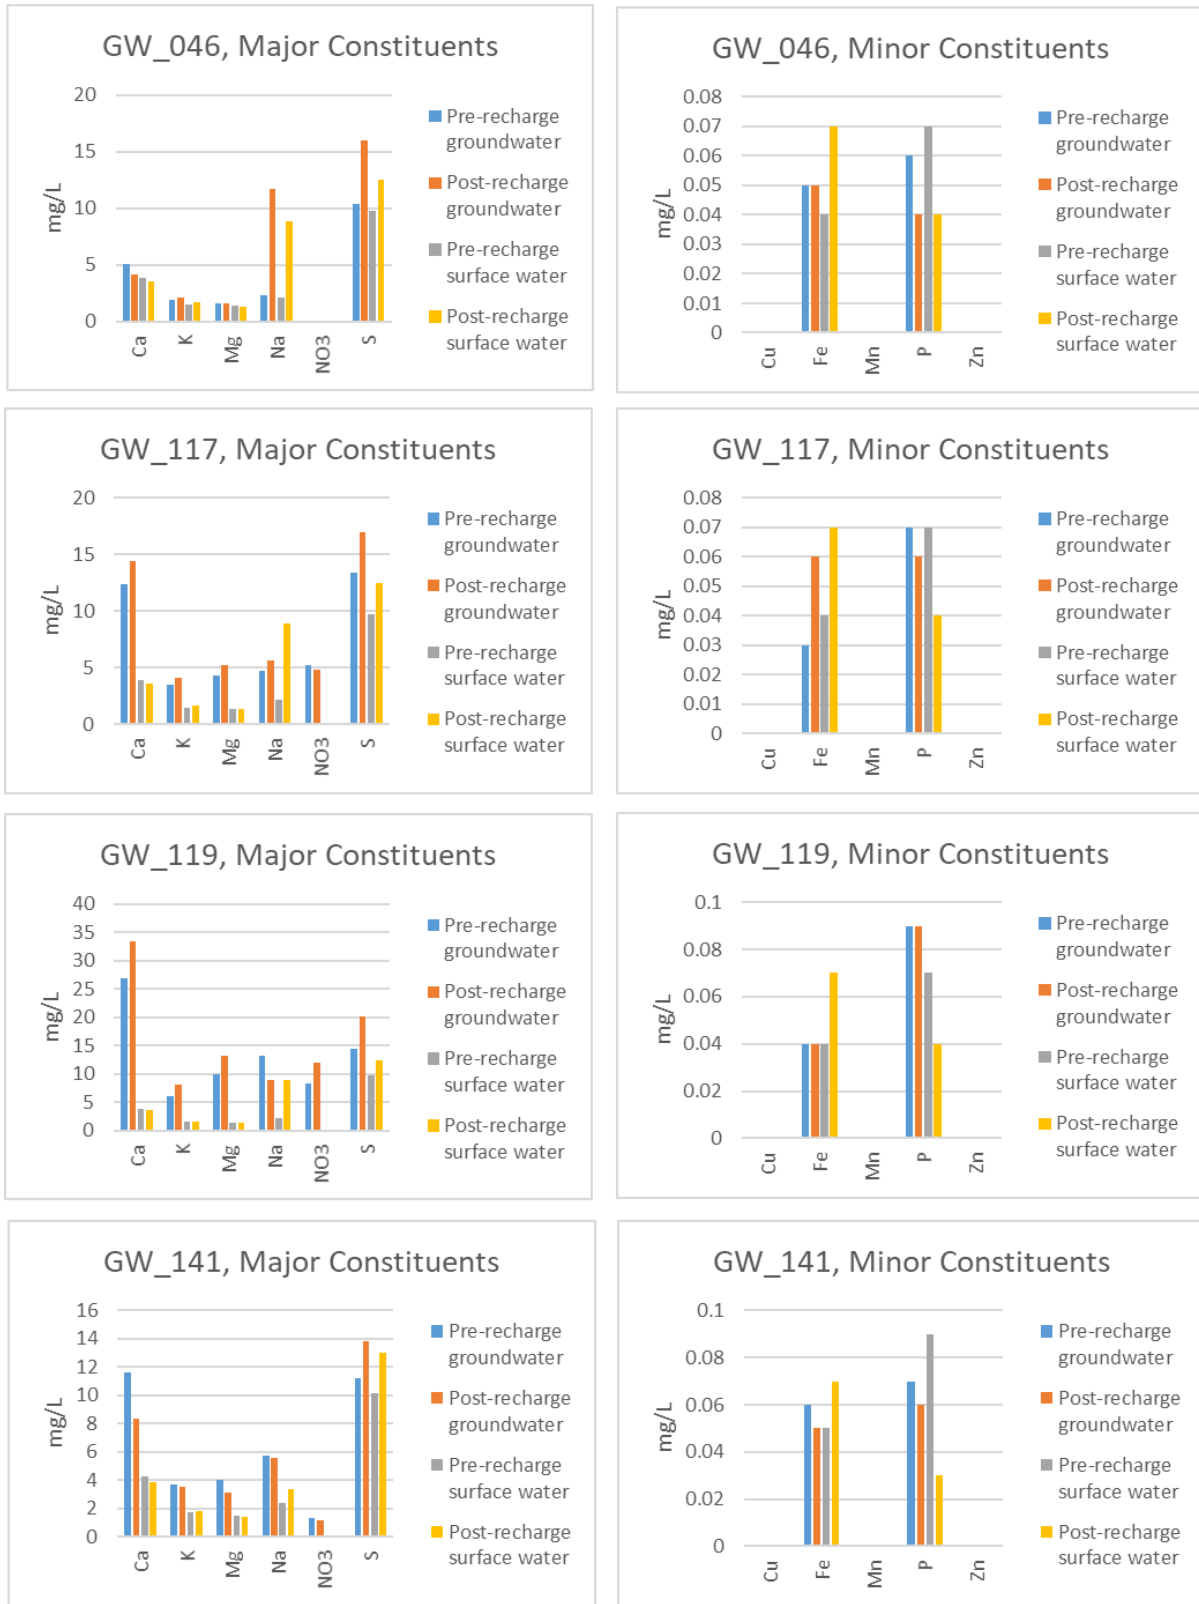 GW_046, Major Constituents
20
15
10
5
0
mg/L
Ca
K
Mg
Na
NO3
S
Pre-recharge
groundwater
Post-recharge
groundwater
Pre-recharge
surface water
Post-recharge
surface water
GW_046, Minor Constituents
0.08
0.07
0.06
0.05
0.04
0.03
0.02
0.01
0
mg/L
Cu
Fe
Mn
P
Zn
Pre-recharge
groundwater
Post-recharge
groundwater
Pre-recharge
surface water
Post-recharge
surface water
GW_117, Major Constituents
20
15
10
5
0
mg/L
Ca
K
Mg
Na
NO3
S
Pre-recharge
groundwater
Post-recharge
groundwater
Pre-recharge
surface water
Post-recharge
surface water
GW_117, Minor Constituents
0.08
0.07
0.06
0.05
0.04
0.03
0.02
0.01
0
mg/L
Cu
Fe
Mn
P
Zn
Pre-recharge
groundwater
Post-recharge
groundwater
Pre-recharge
surface water
Post-recharge
surface water
GW_119, Major Constituents
40
35
30
25
20
15
10
5
0
mg/L
Ca
K
Mg
Na
NO3
S
Pre-recharge
groundwater
Post-recharge
groundwater
Pre-recharge
surface water
Post-recharge
surface water
GW_119, Minor Constituents
0.1
0.08
0.06
0.04
0.02
0
mg/L
Cu
Fe
Mn
P
Zn
Pre-recharge
groundwater
Post-recharge
groundwater
Pre-recharge
surface water
Post-recharge
surface water
GW_141, Major Constituents
16
14
12
10
8
6
4
2
0
mg/L
Ca
K
Mg
Na
NO3
S
Pre-recharge
groundwater
Post-recharge
groundwater
Pre-recharge
surface water
Post-recharge
surface water
GW_141, Minor Constituents
0.1
0.08
0.06
0.04
0.02
0
mg/L
Cu
Fe
Mn
P
Zn
Pre-recharge
groundwater
Post-recharge
groundwater
Pre-recharge
surface water
Post-recharge
surface water